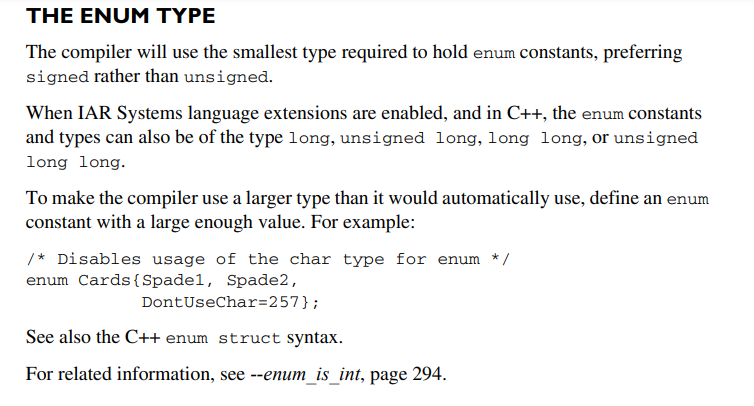 THE ENUM TYPE
The compiler will use the smallest type required to hold enum constants, preferring
signed rather than unsigned.
When IAR Systems language extensions are enabled, and in C++, the enum constants
and types can also be of the type long, unsigned long, long long, or unsigned
long long.
To make the compiler use a larger type than it would automatically use, define an enum
constant with a large enough value. For example:
/* Disables usage of the char type for enum */
enum Cards{Spade1, Spade2,
           DontUseChar=257};
See also the C++ enum struct syntax.
For related information, see --enum_is_int, page 294.